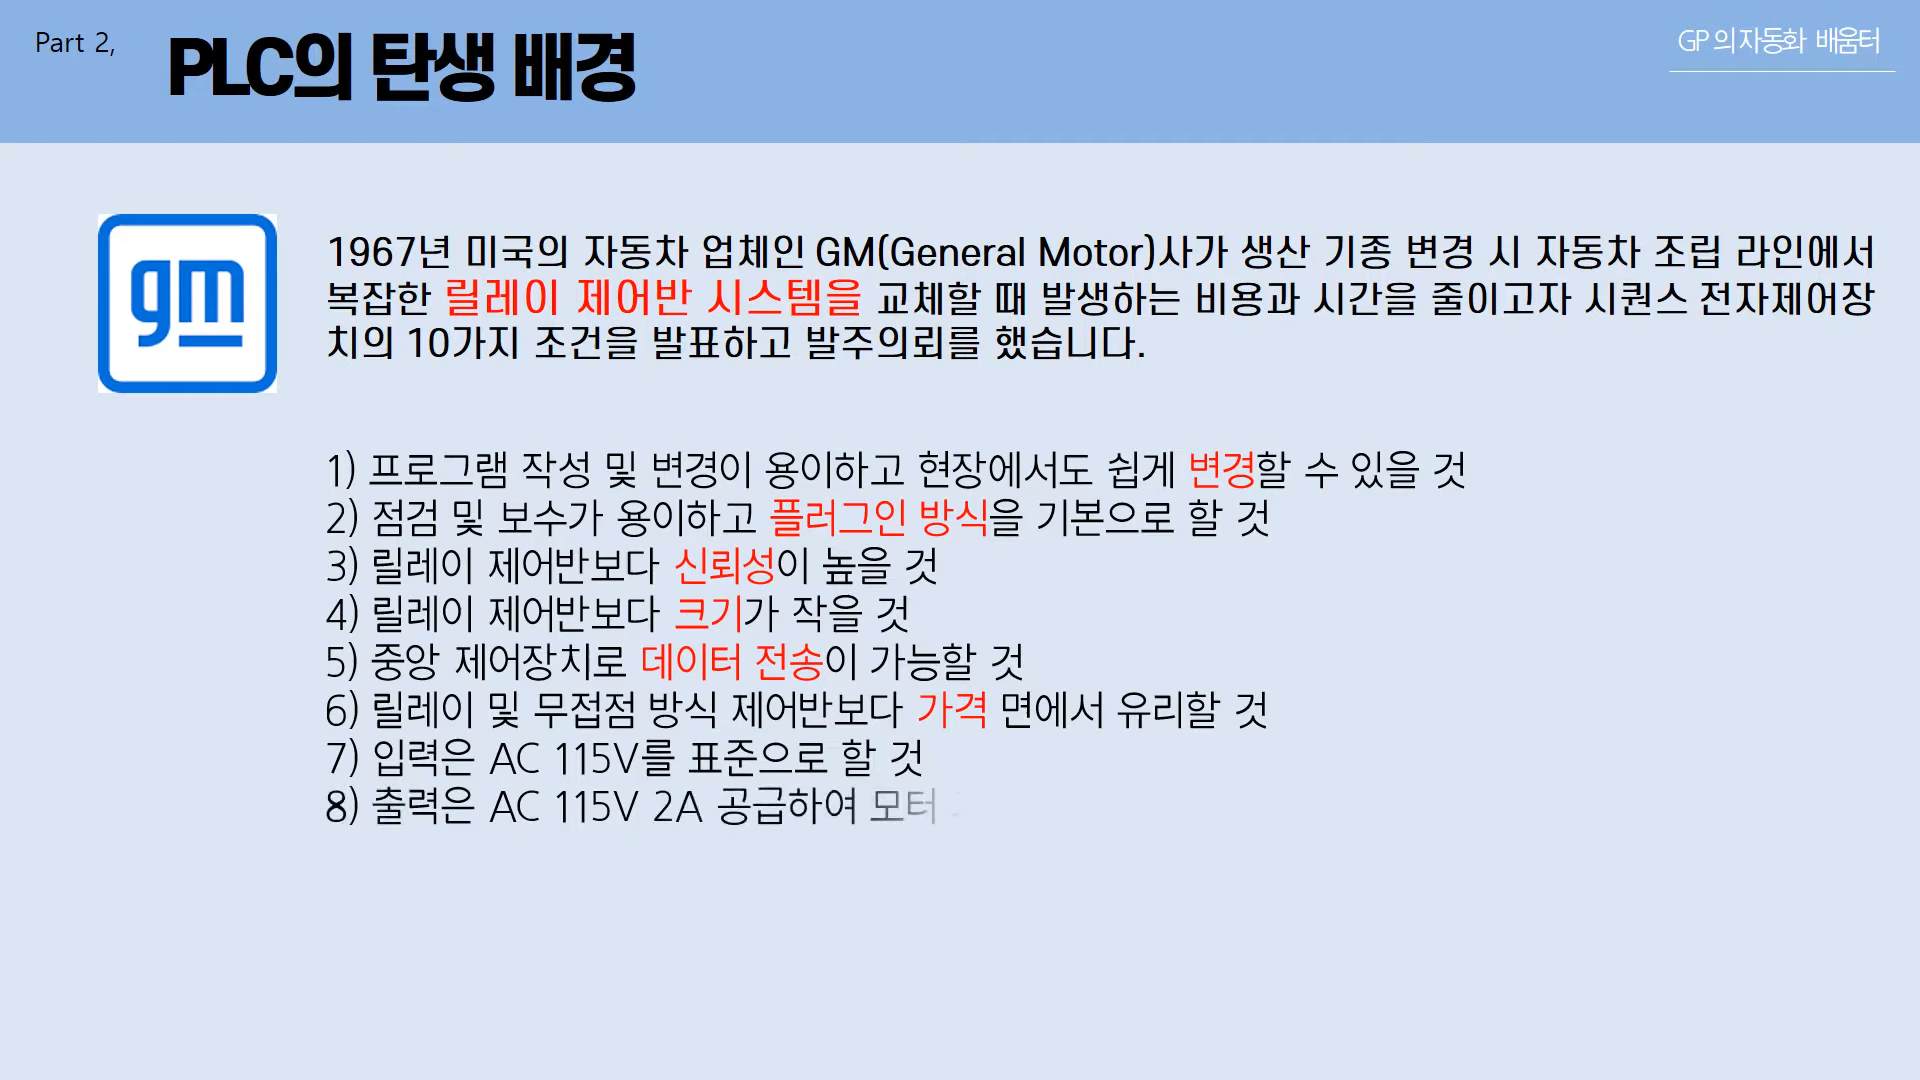 Part 2,
PLC의 탄생 배경
GP의 자동화 배움터
gm
1967년 미국의 자동차 업체인 GM(General Motor)사가 생산 기종 변경 시 자동차 조립 라인에서
복잡한 릴레이 제어반 시스템을 교체할 때 발생하는 비용과 시간을 줄이고자 시퀀스 전자제어장
치의 10가지 조건을 발표하고 발주의뢰를 했습니다.
1) 프로그램 작성 및 변경이 용이하고 현장에서도 쉽게 변경할 수 있을 것
2) 점검 및 보수가 용이하고 플러그인 방식을 기본으로 할 것
3) 릴레이 제어반보다 신뢰성이 높을 것
4) 릴레이 제어반보다 크기가 작을 것
5) 중앙 제어장치로 데이터 전송이 가능할 것
6) 릴레이 및 무접점 방식 제어반보다 가격 면에서 유리할 것
7) 입력은 AC 115V를 표준으로 할 것
8) 출력은 AC 115V 2A 공급하여 모터